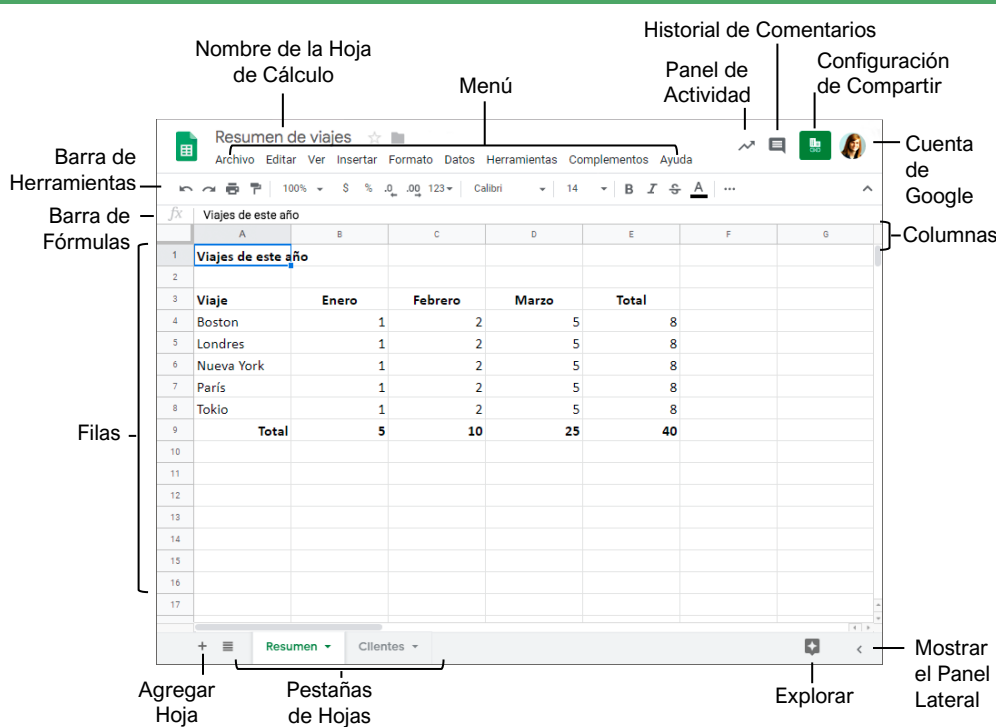 Historial de Comentarios
Nombre de la Hoja
de Cálculo
Menú
Panel de
Actividad
Configuración
de Compartir
Resumen de viajes
Archivo Editar Ver Insertar Formato Datos Herramientas Complementos Ayuda
Cuenta
de
Google
Barra de
Herramientas
100% $ % .0 .00 123 Calibri 14 B I S A ...
Barra de
Fórmulas
fx Viajes de este año
Columnas
A B C D E F G
1 Viajes de este año
2
3 Viaje Enero Febrero Marzo Total
4 Boston 1 2 5 8
5 Londres 1 2 5 8
6 Nueva York 1 2 5 8
7 París 1 2 5 8
8 Tokio 1 2 5 8
9 Total 5 10 25 40
Filas
10
11
12
13
14
15
16
17
+ Resumen Clientes
Mostrar
el Panel
Lateral
Agregar
Hoja
Pestañas
de Hojas
Explorar